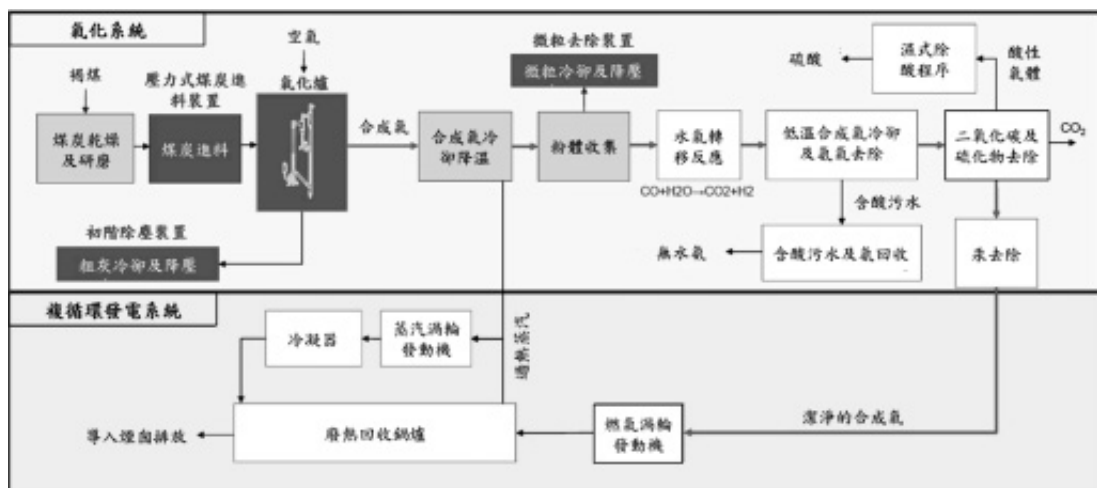 氣化系統
褐煤
煤炭乾燥
及研磨
壓力式煤炭進
料裝置
煤炭進料
空氣
氣化爐
初階除塵裝置
粗灰冷卻及降壓
合成氣
合成氣冷
卻降溫
微粒去除裝置
微粒冷卻及降壓
粉體收集
水氣轉
移反應
CO+H2O→CO2+H2
低溫合成氣冷卻
及氨氣去除
含酸污水
含酸污水及氨回收
無水氨
硫酸
濕式除
酸程序
酸性
氣體
二氧化碳及
硫化物去除
CO₂
汞去除
複循環發電系統
冷凝器
蒸汽渦輪
發動機
過熱蒸汽
導入煙囪排放
廢熱回收鍋爐
燃氣渦輪
發動機
潔淨的合成氣